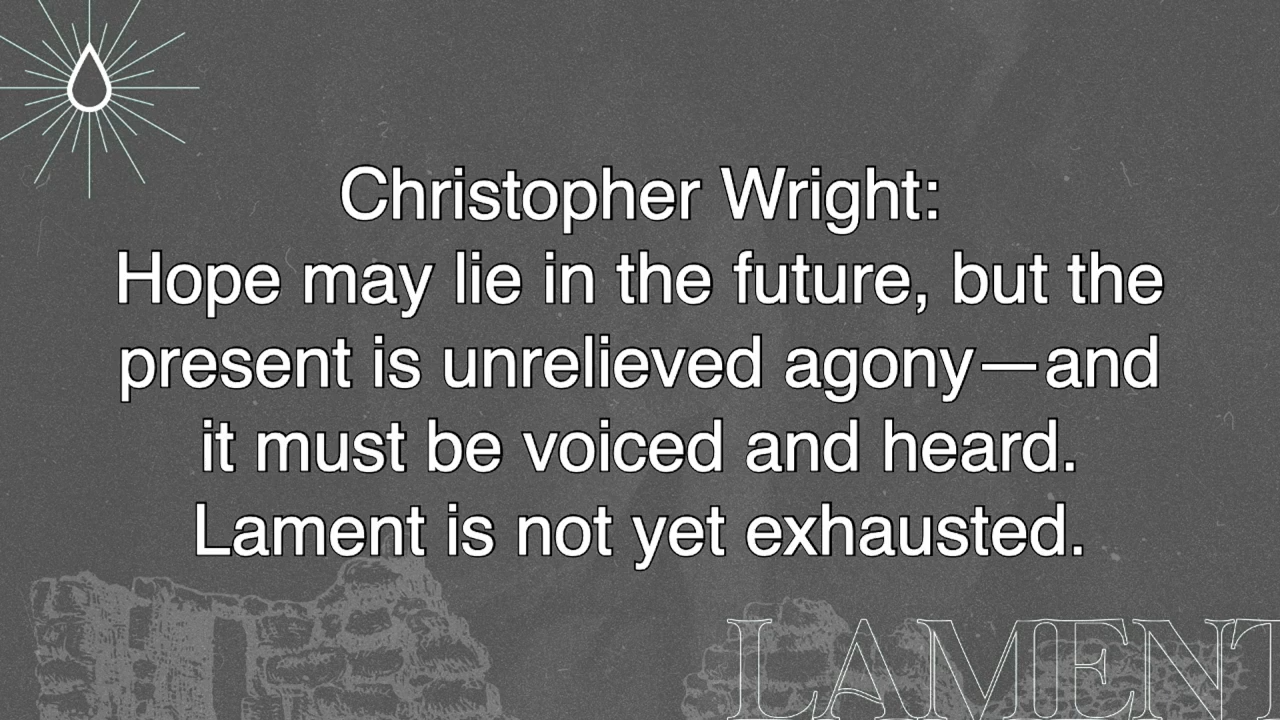 Christopher Wright:
Hope may lie in the future, but the
present is unrelieved agony—and
it must be voiced and heard.
Lament is not yet exhausted.
LAMENT